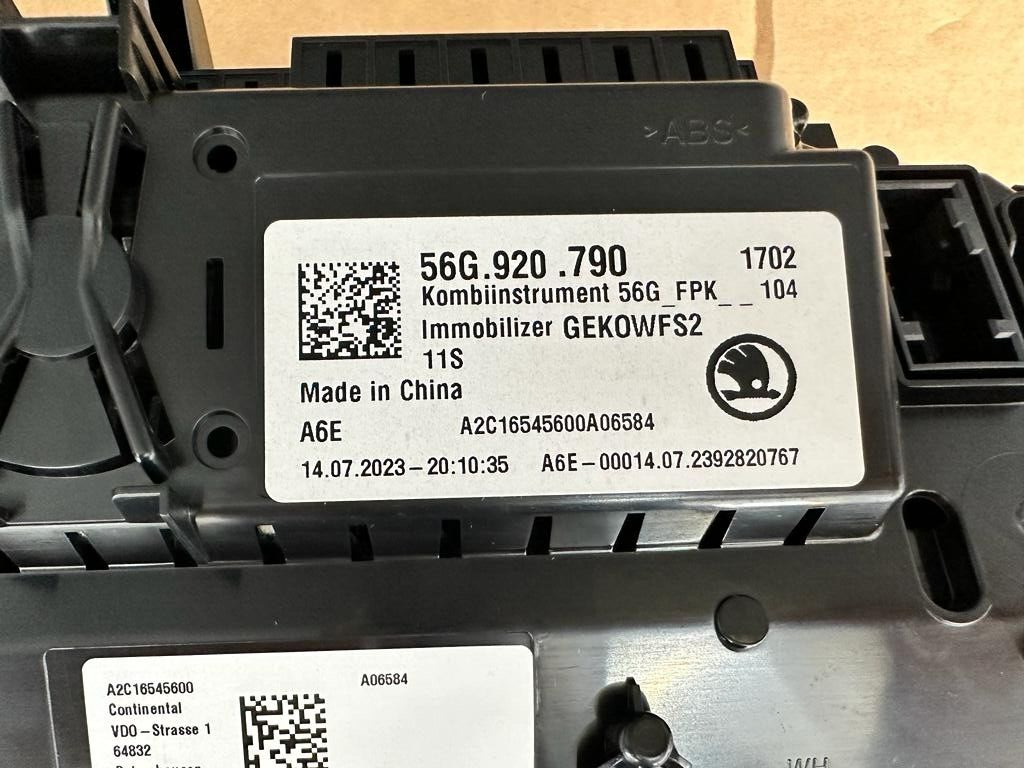 >ABS<
56G.920 .790 1702
Kombiinstrument 56G_FPK_ _ 104
Immobilizer GEKOWFS2
11S
Made in China
A6E A2C16545600A06584
14.07.2023-20:10:35 A6E-00014.07.2392820767
A2C16545600 A06584
Continental
VDO-Strasse 1
64832
WH